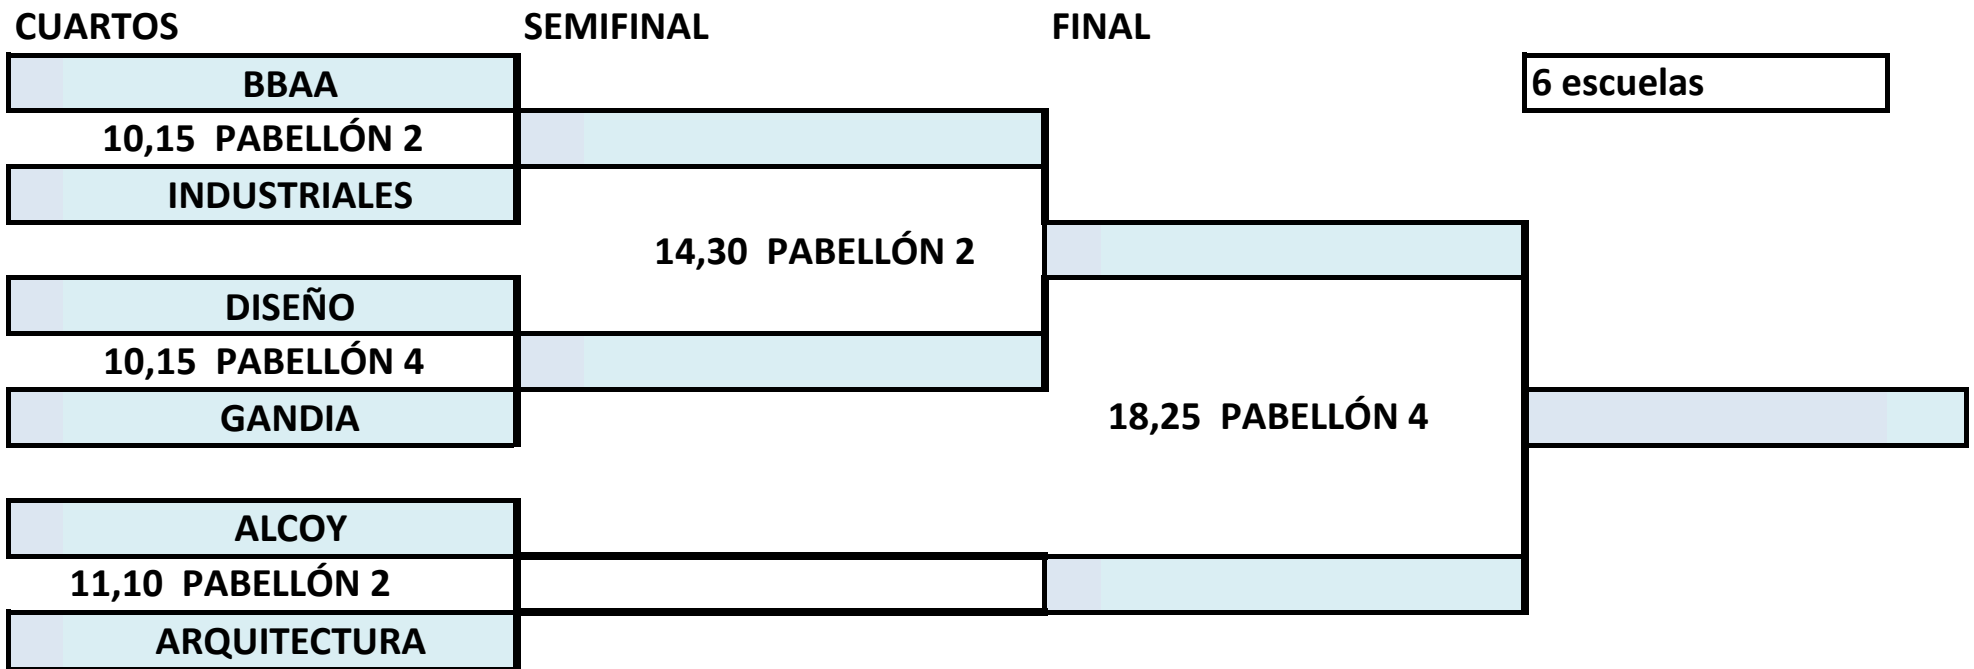 CUARTOS SEMIFINAL FINAL
BBAA 6 escuelas
10,15 PABELLÓN 2
INDUSTRIALES
14,30 PABELLÓN 2
DISEÑO
10,15 PABELLÓN 4
GANDIA 18,25 PABELLÓN 4
ALCOY
11,10 PABELLÓN 2
ARQUITECTURA